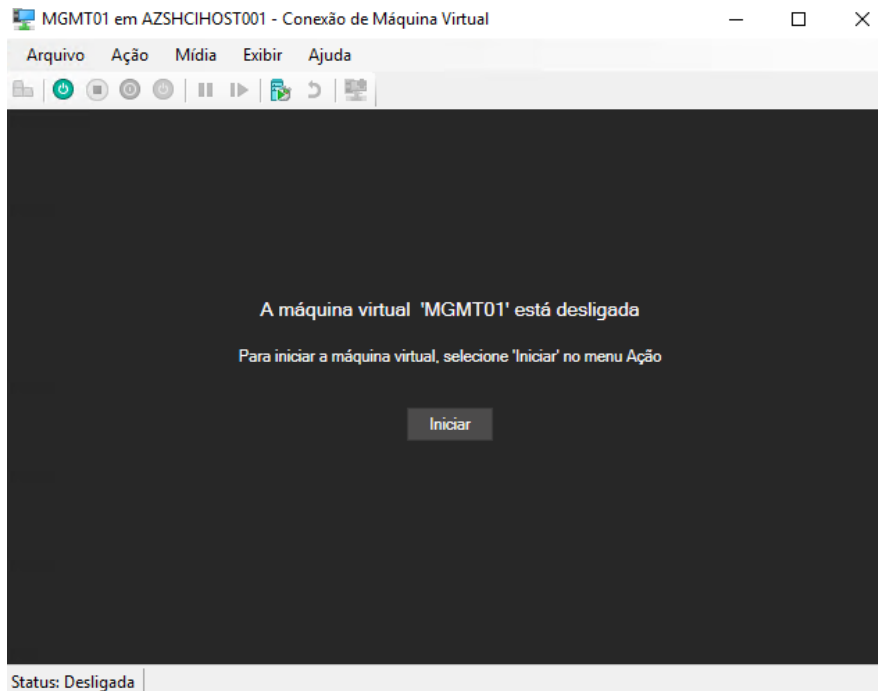 MGMT01 em AZSHCIHOST001 - Conexão de Máquina Virtual
Arquivo Ação Mídia Exibir Ajuda
A máquina virtual 'MGMT01' está desligada
Para iniciar a máquina virtual, selecione 'Iniciar' no menu Ação
Iniciar
Status: Desligada